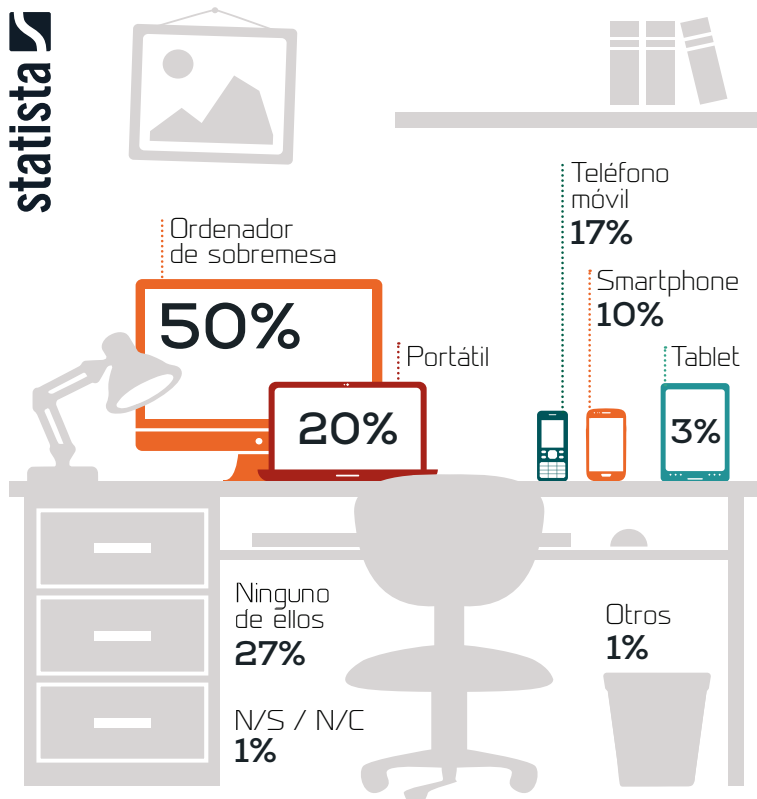 statista
Teléfono
móvil
17%
Ordenador
de sobremesa
50%
Smartphone
10%
Portátil
20%
Tablet
3%
Ninguno
de ellos
27%
Otros
1%
N/S / N/C
1%